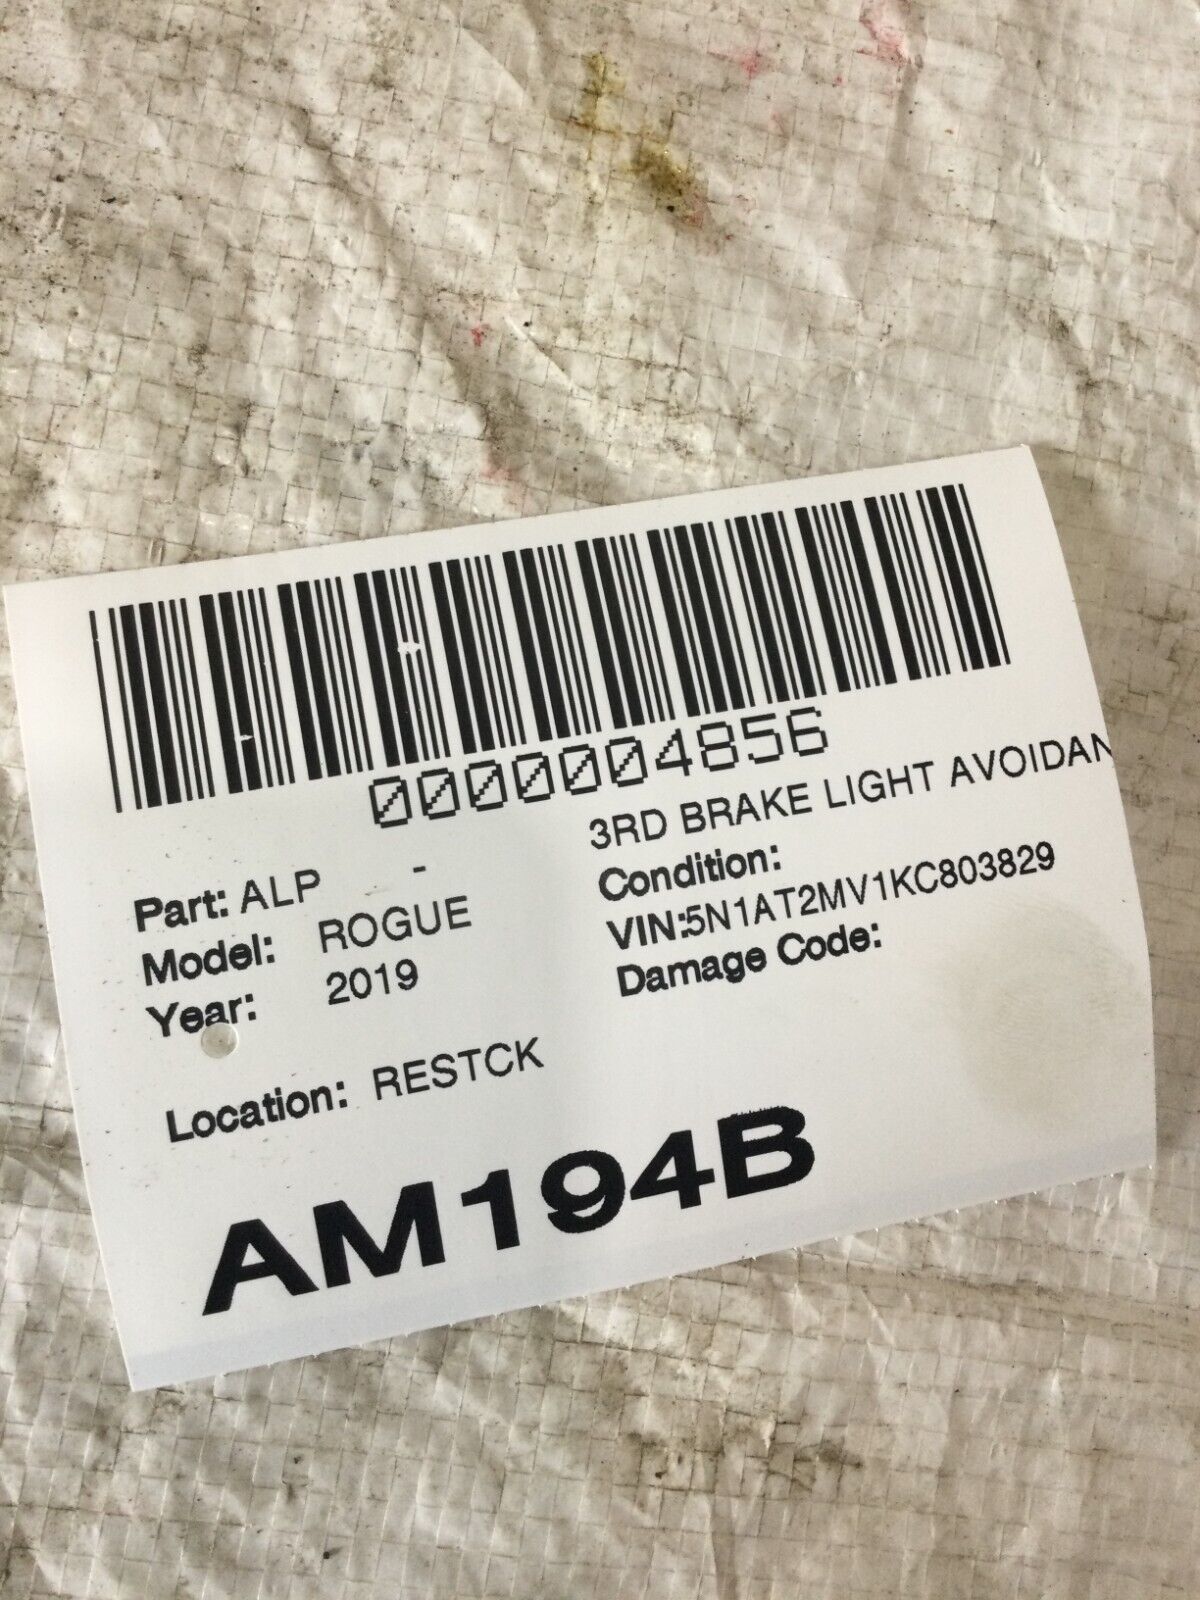 0000004856
3RD BRAKE LIGHT AVOIDAN
Part: ALP -
Condition:
Model: ROGUE
VIN:5N1AT2MV1KC803829
Year: 2019
Damage Code:
Location: RESTCK
AM194B